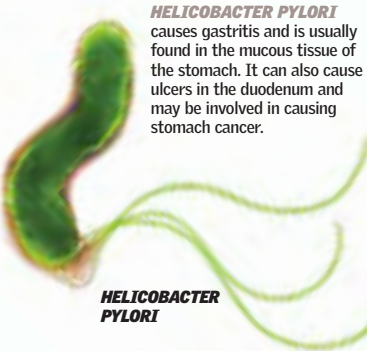 HELICOBACTER PYLORI
causes gastritis and is usually
found in the mucous tissue of
the stomach. It can also cause
ulcers in the duodenum and
may be involved in causing
stomach cancer.
HELICOBACTER
PYLORI